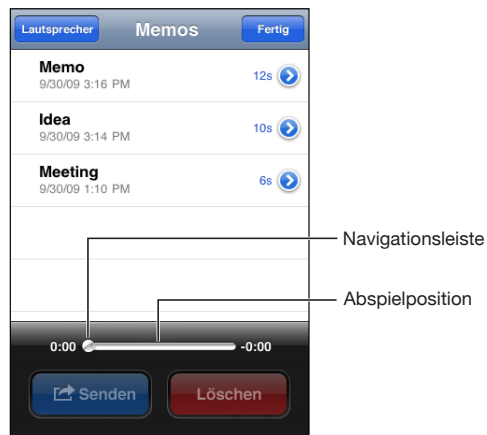 Lautsprecher Memos Fertig
Memo
9/30/09 3:16 PM
12s
Idea
9/30/09 3:14 PM
10s
Meeting
9/30/09 1:10 PM
6s
Navigationsleiste
Abspielposition
0:00 -0:00
Senden Löschen